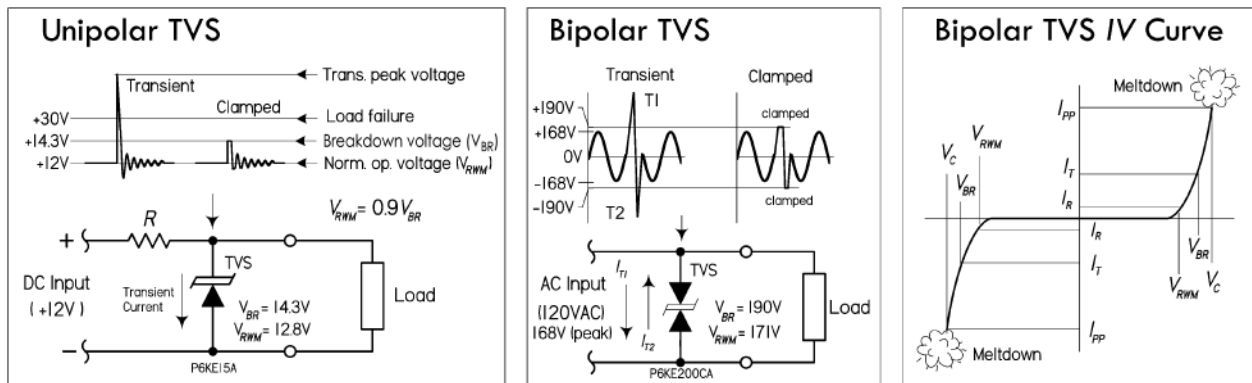 Unipolar TVS
Trans. peak voltage
Transient
Clamped
+30V
Load failure
+14.3V
Breakdown voltage (VBR)
+12V
Norm. op. voltage (VRWM)
VRWM = 0.9VBR
R
+
TVS
DC Input
(+12V)
Transient
Current
VBR = 14.3V
VRWM = 12.8V
Load
–
P6KE15A
Bipolar TVS
Transient
Clamped
+190V
T1
clamped
+168V
0V
-168V
-190V
T2
clamped
AC Input
(120VAC)
168V (peak)
IT1
IT2
TVS
VBR = 190V
VRWM = 171V
Load
P6KE200CA
Bipolar TVS IV Curve
Meltdown
IPP
VRWM
VC
VBR
IT
IR
IR
IT
VBR
VRWM
VC
IPP
Meltdown